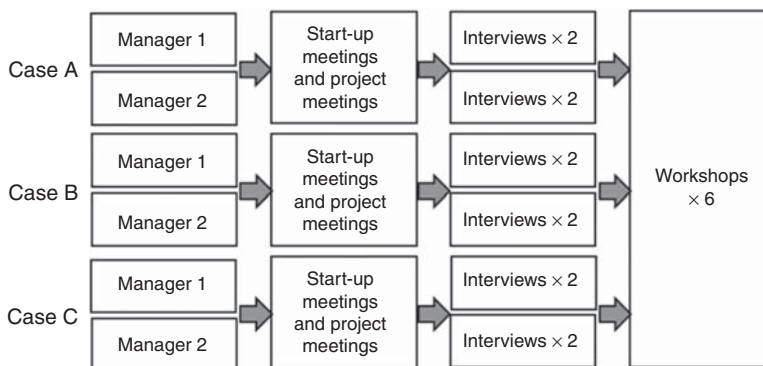 Case A
Manager 1
Manager 2
Start-up
meetings
and project
meetings
Interviews × 2
Interviews × 2
Case B
Manager 1
Manager 2
Start-up
meetings
and project
meetings
Interviews × 2
Interviews × 2
Case C
Manager 1
Manager 2
Start-up
meetings
and project
meetings
Interviews × 2
Interviews × 2
Workshops
× 6